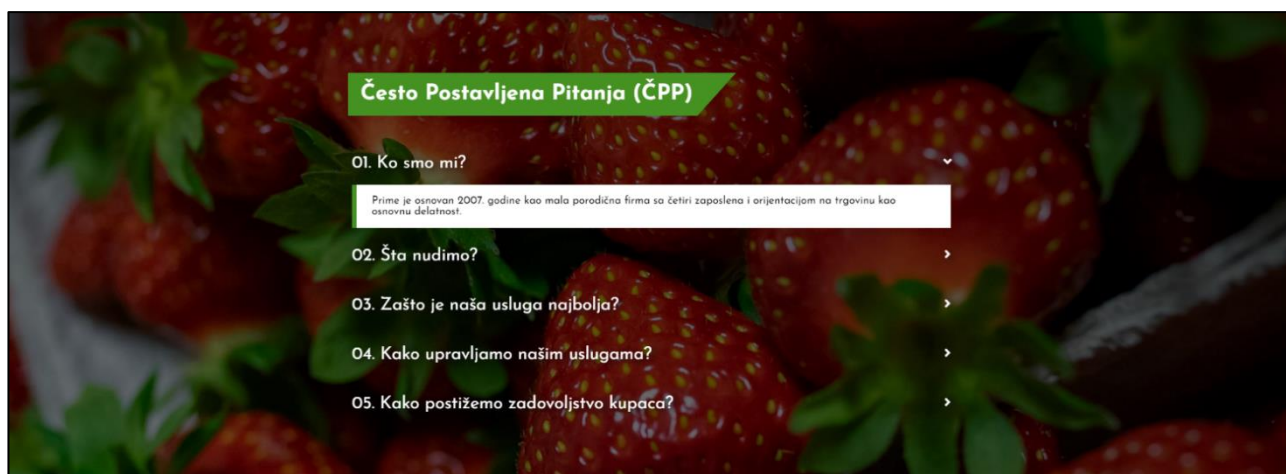 Često Postavljena Pitanja (ČPP)
01. Ko smo mi?
Prime je osnovan 2007. godine kao mala porodična firma sa četiri zaposlena i orijentacijom na trgovinu kao
osnovnu delatnost.
02. Šta nudimo?
03. Zašto je naša usluga najbolja?
04. Kako upravljamo našim uslugama?
05. Kako postižemo zadovoljstvo kupaca?